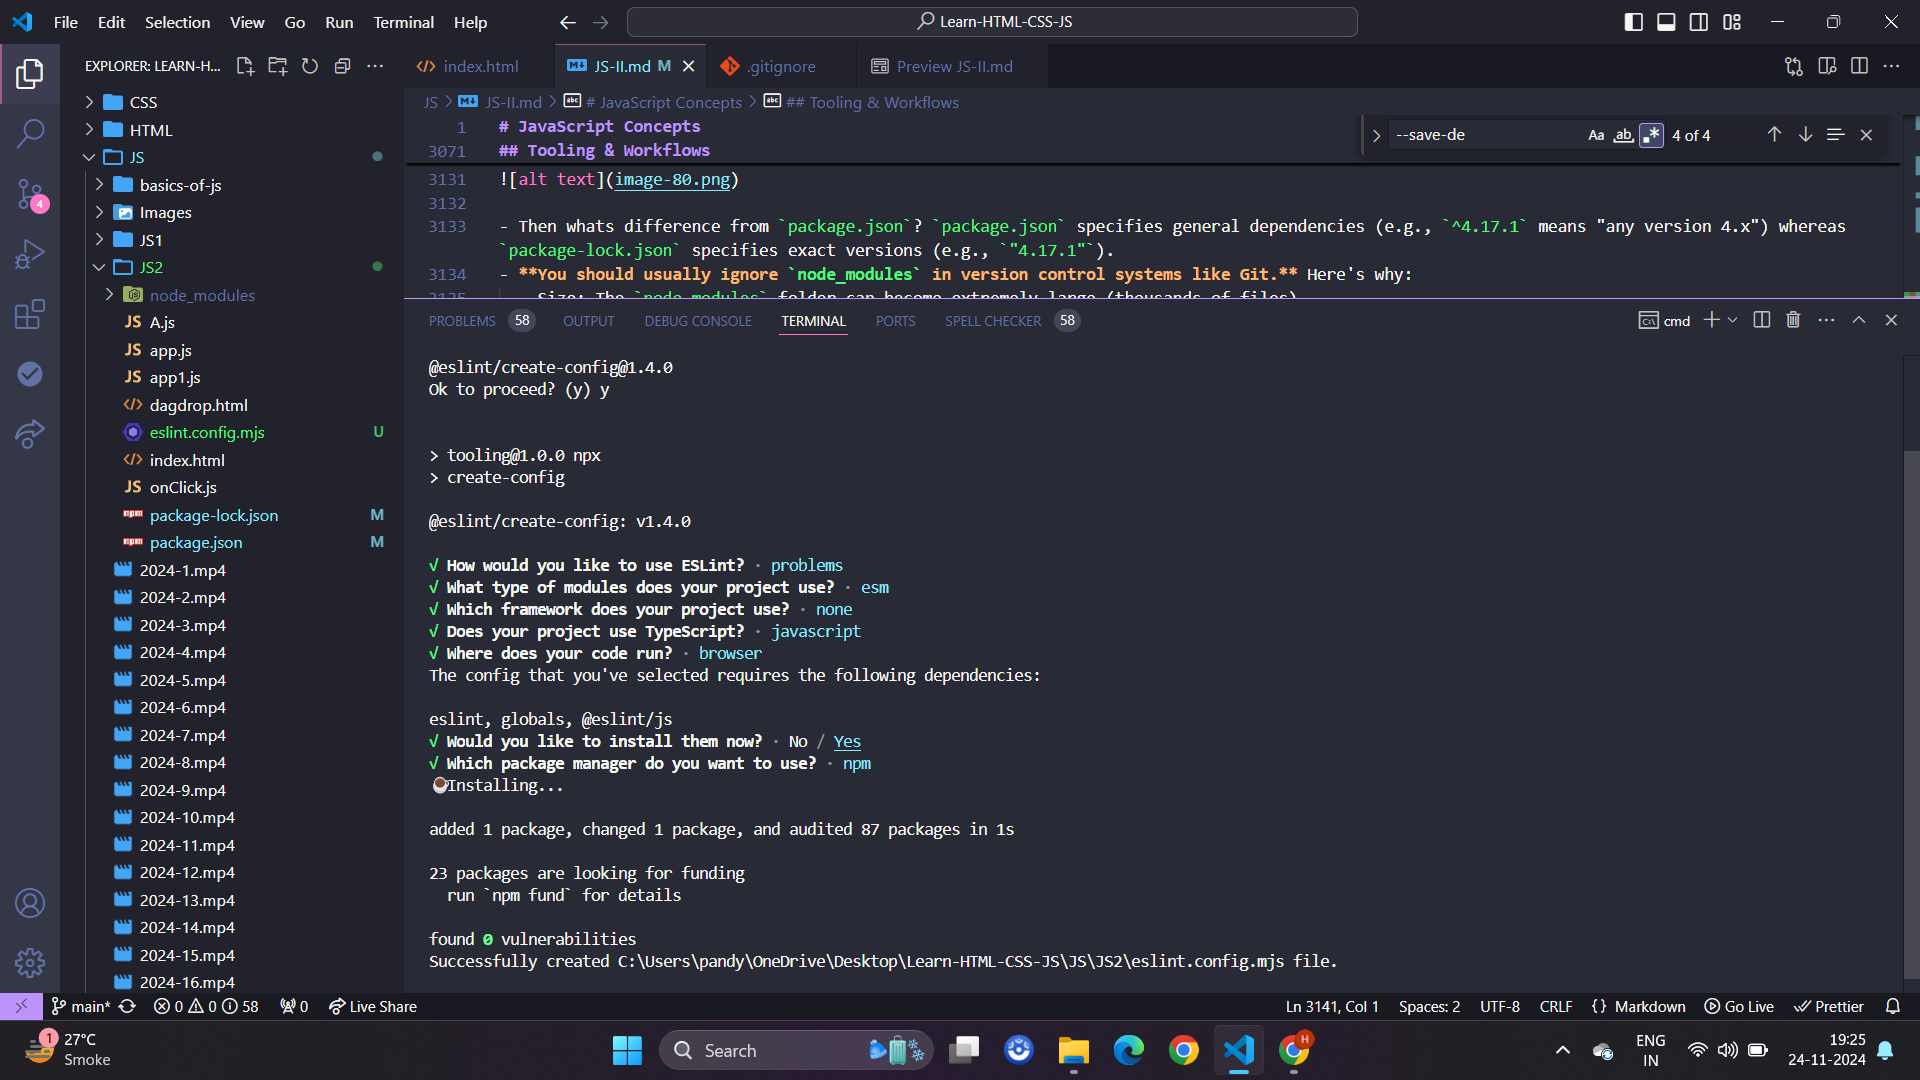 File Edit Selection View Go Run Terminal Help
Learn-HTML-CSS-JS
EXPLORER: LEARN-H...
index.html
JS-II.md M
.gitignore
Preview JS-II.md
JS > JS-II.md > # JavaScript Concepts > ## Tooling & Workflows
CSS
HTML
JS
basics-of-js
Images
JS1
JS2
node_modules
A.js
app.js
app1.js
dagdrop.html
eslint.config.mjs U
index.html
onClick.js
package-lock.json M
package.json M
2024-1.mp4
2024-2.mp4
2024-3.mp4
2024-4.mp4
2024-5.mp4
2024-6.mp4
2024-7.mp4
2024-8.mp4
2024-9.mp4
2024-10.mp4
2024-11.mp4
2024-12.mp4
2024-13.mp4
2024-14.mp4
2024-15.mp4
2024-16.mp4
4
1 # JavaScript Concepts
3071 ## Tooling & Workflows
--save-de Aa ab .* 4 of 4
3131 ![alt text](image-80.png)
3132
3133 - Then whats difference from `package.json`? `package.json` specifies general dependencies (e.g., `^4.17.1` means "any version 4.x") whereas
`package-lock.json` specifies exact versions (e.g., `"4.17.1"`).
3134 - **You should usually ignore `node_modules` in version control systems like Git.** Here's why:
3135 - Size: The `node_modules` folder can become extremely large (thousands of files)
PROBLEMS 58 OUTPUT DEBUG CONSOLE TERMINAL PORTS SPELL CHECKER 58
cmd
@eslint/create-config@1.4.0
Ok to proceed? (y) y
> tooling@1.0.0 npx
> create-config
@eslint/create-config: v1.4.0
√ How would you like to use ESLint? · problems
√ What type of modules does your project use? · esm
√ Which framework does your project use? · none
√ Does your project use TypeScript? · javascript
√ Where does your code run? · browser
The config that you've selected requires the following dependencies:
eslint, globals, @eslint/js
√ Would you like to install them now? · No / Yes
√ Which package manager do you want to use? · npm
☕Installing...
added 1 package, changed 1 package, and audited 87 packages in 1s
23 packages are looking for funding
run `npm fund` for details
found 0 vulnerabilities
Successfully created C:\Users\pandy\OneDrive\Desktop\Learn-HTML-CSS-JS\JS\JS2\eslint.config.mjs file.
main* 0 0 58 0 Live Share
Ln 3141, Col 1 Spaces: 2 UTF-8 CRLF {} Markdown Go Live Prettier
1
27°C
Smoke
Search
H
ENG
IN
19:25
24-11-2024